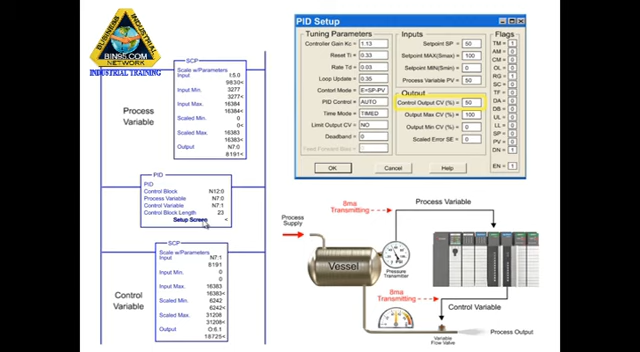 BUSINESS INDUSTRIAL
BIN95.COM
NETWORK
INDUSTRIAL TRAINING
Process
Variable
SCP
Scale w/Parameters
Input I:5.0
3277<
Input Min. 3277
3277<
Input Max. 16384
16384<
Scaled Min. 0
0<
Scaled Max. 16383
16383<
Output N7:0
8191<
PID
PID
Control Block N12:0
Process Variable N7:0
Control Variable N7:1
Control Block Length 23
Setup Screen <
Control
Variable
SCP
Scale w/Parameters
Input N7:1
8191
Input Min. 0
0<
Input Max. 16383
16383<
Scaled Min. 6242
6242<
Scaled Max. 31208
31208<
Output O:6.1
18725<
PID Setup
Tuning Parameters
Controller Gain Kc = 1.13
Reset Ti = 0.33
Rate Td = 0.03
Loop Update = 0.35
Control Mode = E=SP-PV
PID Control = AUTO
Time Mode = TIMED
Limit Output CV = NO
Deadband = 0
Feed Forward Bias =
Inputs
Setpoint SP = 50
Setpoint MAX(Smax) = 100
Setpoint MIN(Smin) = 0
Process Variable PV = 50
Output
Control Output CV (%) = 50
Output Max CV (%) = 100
Output Min CV (%) = 0
Scaled Error SE = 0
Flags
TM = 1
AM = 0
CM = 0
OL = 0
RG = 1
SC = 0
TF = 0
DA = 0
DB = 0
UL = 0
LL = 0
SP = 0
PV = 0
DN = 1
EN = 1
OK
Cancel
Help
8ma
Transmitting
Process Variable
Process
Supply
Vessel
Pressure
Transmitter
8ma
Transmitting
Control Variable
Variable
Flow Valve
Process Output